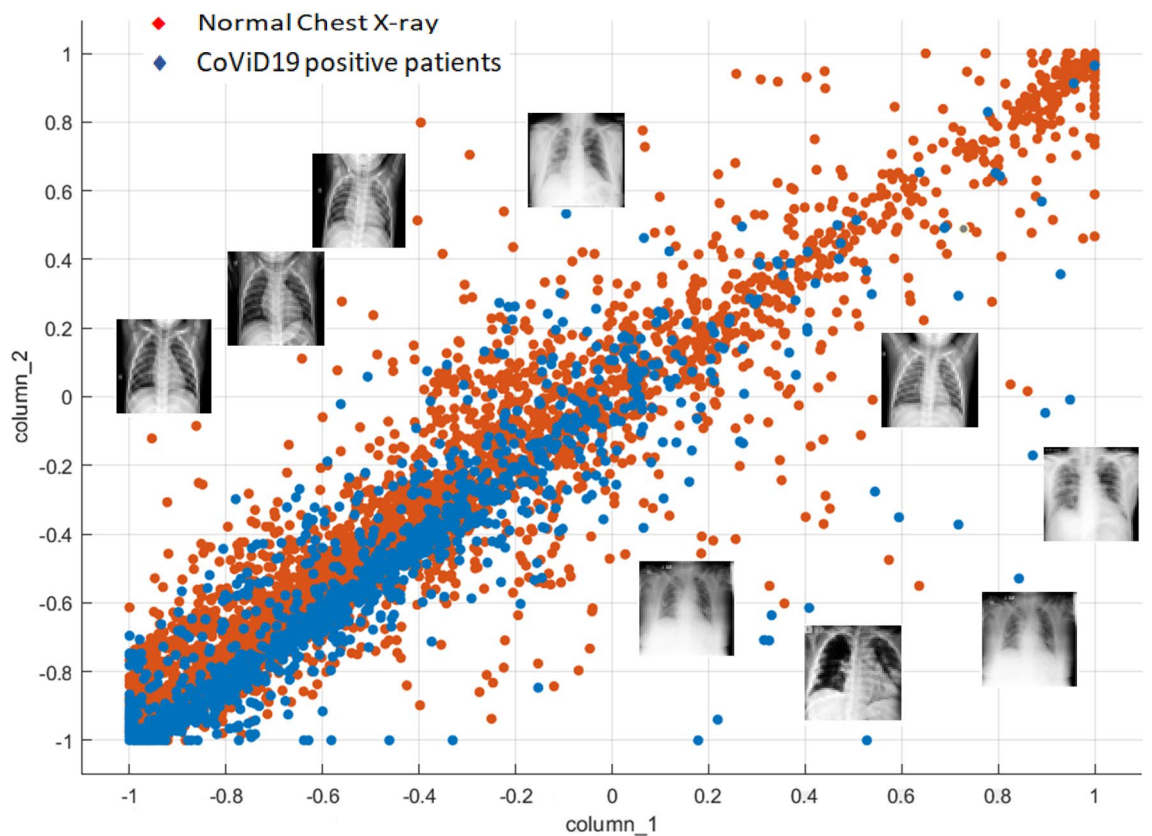 Normal Chest X-ray
CoViD19 positive patients
1
0.8
0.6
0.4
0.2
0
-0.2
-0.4
-0.6
-0.8
-1
column_2
-1 -0.8 -0.6 -0.4 -0.2 0 0.2 0.4 0.6 0.8 1
column_1